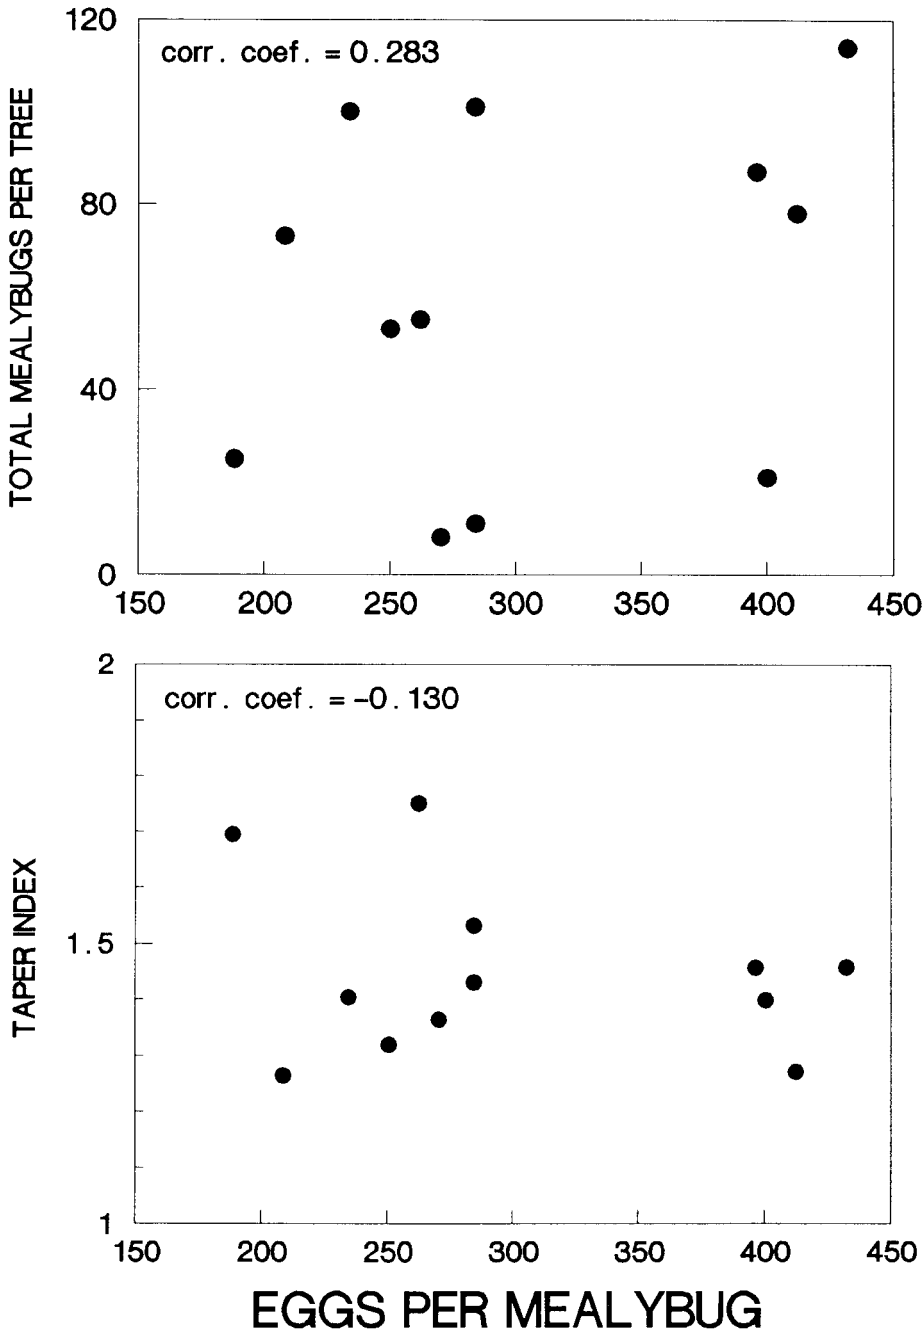 120
corr. coef. = 0.283
TOTAL MEALYBUGS PER TREE
80
40
0
150 200 250 300 350 400 450
2
corr. coef. = -0.130
TAPER INDEX
1.5
1
150 200 250 300 350 400 450
EGGS PER MEALYBUG